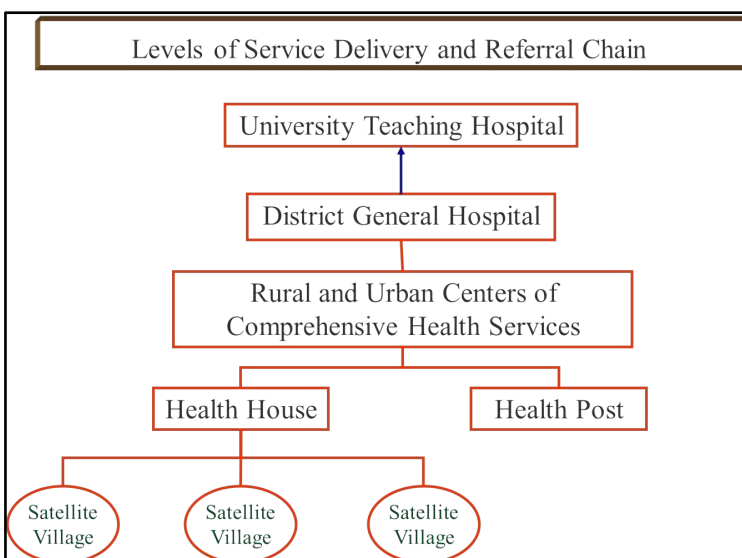 Levels of Service Delivery and Referral Chain
University Teaching Hospital
District General Hospital
Rural and Urban Centers of
Comprehensive Health Services
Health House
Health Post
Satellite
Village
Satellite
Village
Satellite
Village